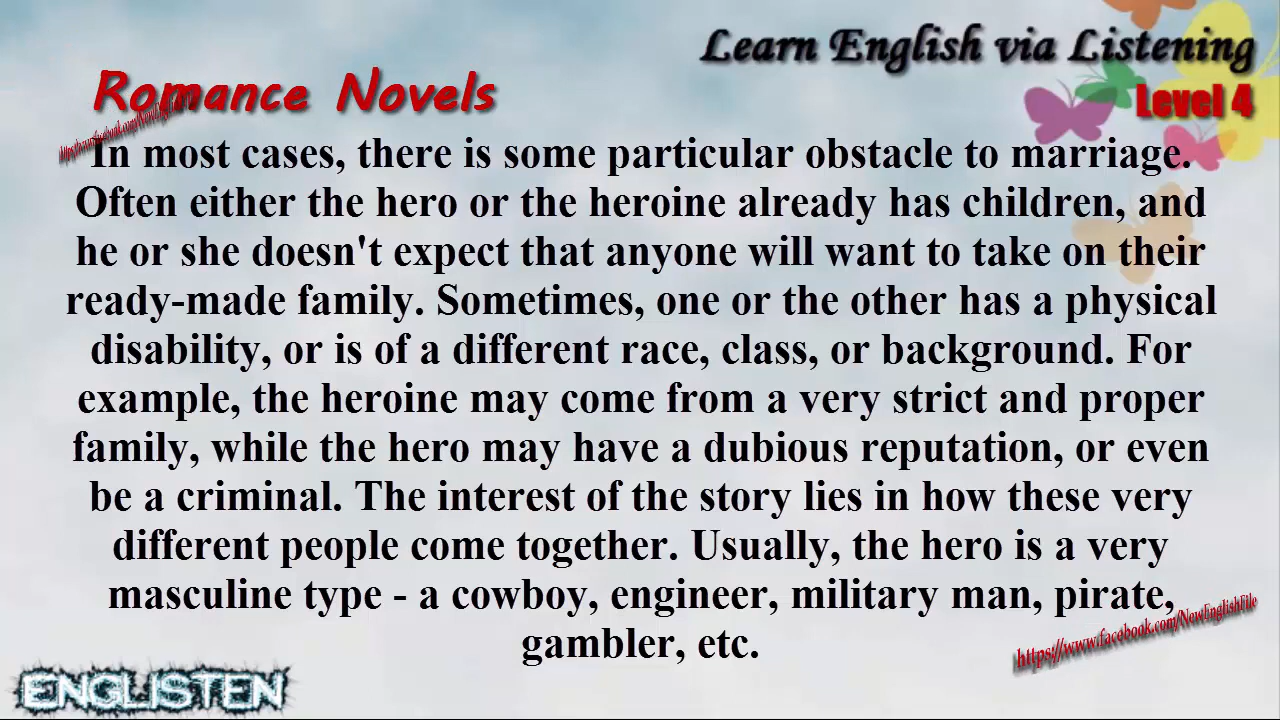 Learn English via Listening
Level 4
Romance Novels
In most cases, there is some particular obstacle to marriage.
Often either the hero or the heroine already has children, and
he or she doesn't expect that anyone will want to take on their
ready-made family. Sometimes, one or the other has a physical
disability, or is of a different race, class, or background. For
example, the heroine may come from a very strict and proper
family, while the hero may have a dubious reputation, or even
be a criminal. The interest of the story lies in how these very
different people come together. Usually, the hero is a very
masculine type - a cowboy, engineer, military man, pirate,
gambler, etc.
https://www.facebook.com/NewEnglishFile
ENGLISTEN